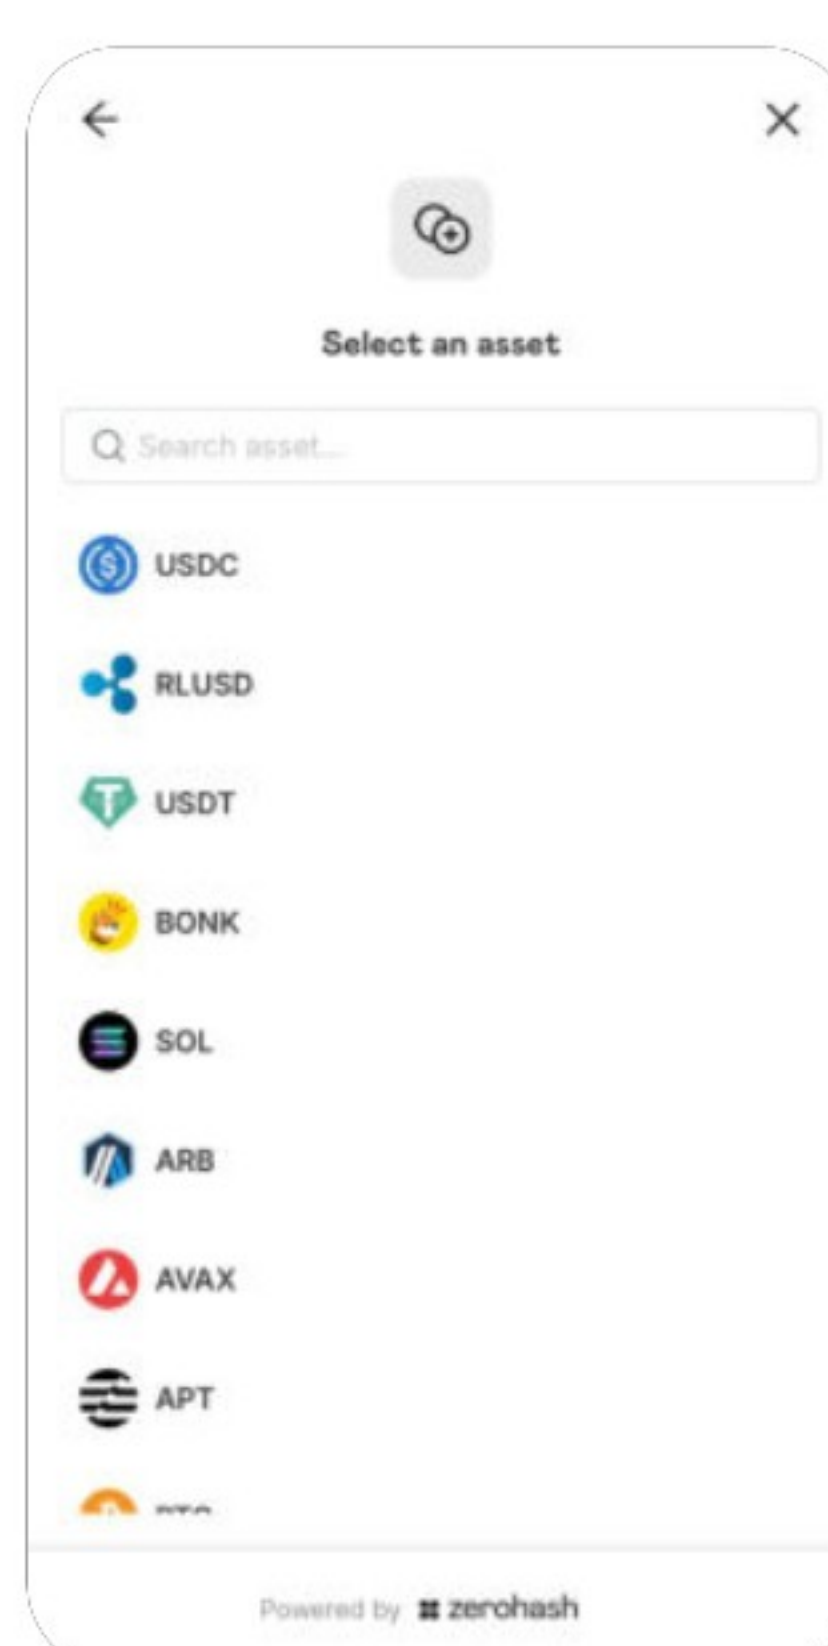 Select an asset
Search asset...
USDC
RLUSD
USDT
BONK
SOL
ARB
AVAX
APT
Powered by zerohash